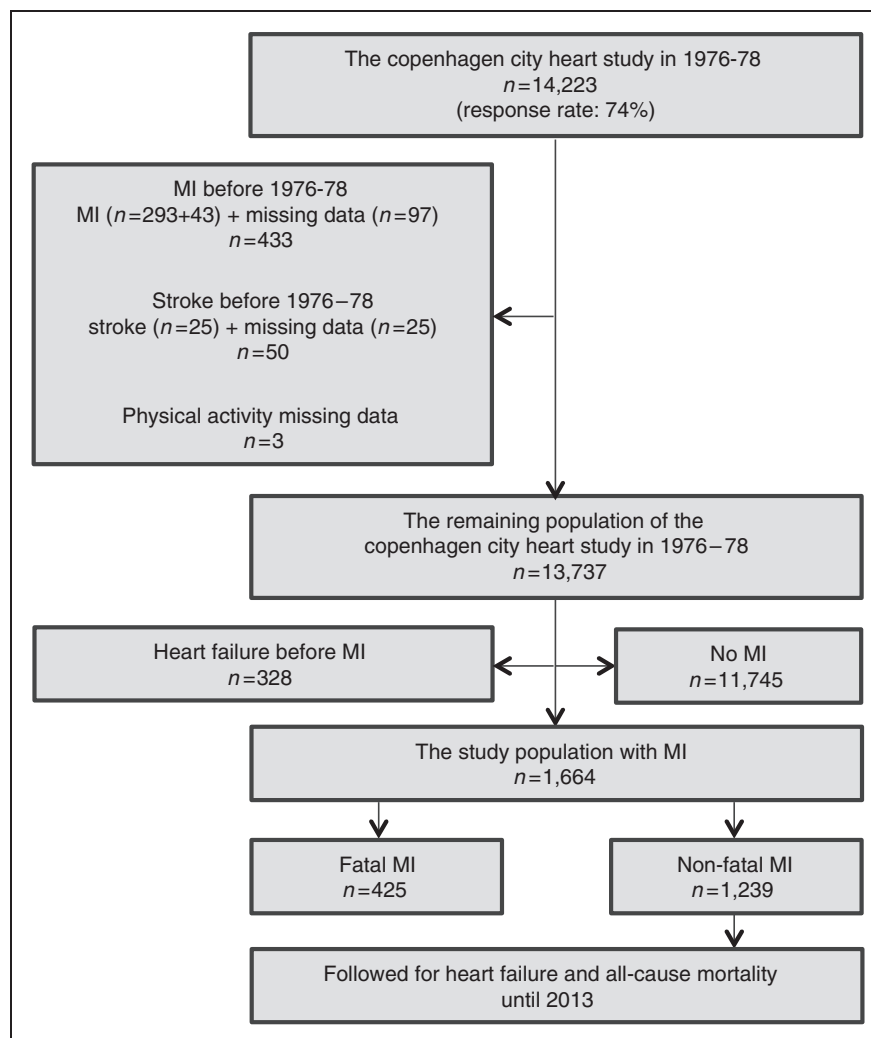 The copenhagen city heart study in 1976-78
n=14,223
(response rate: 74%)
MI before 1976-78
MI (n=293+43) + missing data (n=97)
n=433
Stroke before 1976–78
stroke (n=25) + missing data (n=25)
n=50
Physical activity missing data
n=3
The remaining population of the
copenhagen city heart study in 1976–78
n=13,737
Heart failure before MI
n=328
No MI
n=11,745
The study population with MI
n=1,664
Fatal MI
n=425
Non-fatal MI
n=1,239
Followed for heart failure and all-cause mortality
until 2013